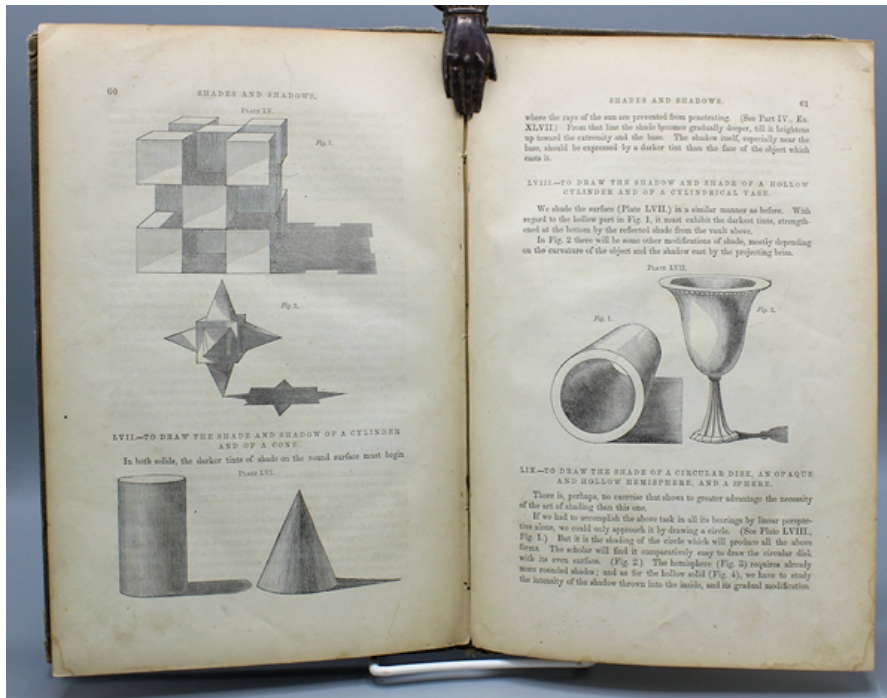 60
SHADES AND SHADOWS.
PLATE LV.
Fig. 1.
Fig. 2.
LVII.—TO DRAW THE SHADE AND SHADOW OF A CYLINDER
AND OF A CONE.
In both solids, the darker tints of shade on the round surface must begin
PLATE LVI.
SHADES AND SHADOWS.
61
where the rays of the sun are prevented from penetrating. (See Part IV., Ex.
XLVII.) From that line the shade becomes gradually deeper, till it brightens
up toward the extremity and the base. The shadow itself, especially near the
base, should be expressed by a darker tint than the face of the object which
casts it.
LVIII.—TO DRAW THE SHADOW AND SHADE OF A HOLLOW
CYLINDER AND OF A CYLINDRICAL VASE.
We shade the surface (Plate LVII.) in a similar manner as before. With
regard to the hollow part in Fig. 1, it must exhibit the darkest tints, strength-
ened at the bottom by the reflected shade from the vault above.
In Fig. 2 there will be some other modifications of shade, mostly depending
on the curvature of the object and the shadow cast by the projecting brim.
PLATE LVII.
Fig. 1.
Fig. 2.
LIX.—TO DRAW THE SHADE OF A CIRCULAR DISK, AN OPAQUE
AND HOLLOW HEMISPHERE, AND A SPHERE.
There is, perhaps, no exercise that shows to greater advantage the necessity
of the art of shading than this one.
If we had to accomplish the above task in all its bearings by linear perspec-
tive alone, we could only approach it by drawing a circle. (See Plate LVIII.,
Fig. 1.) But it is the shading of the circle which will produce all the above
forms. The scholar will find it comparatively easy to draw the circular disk
with its even surface. (Fig. 2.) The hemisphere (Fig. 3) requires already
more rounded shades; and as for the hollow solid (Fig. 4), we have to study
the intensity of the shadow thrown into the inside, and its gradual modification.